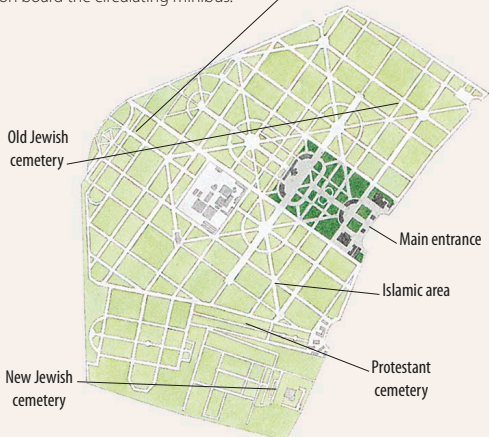 on board the circulating minibus.
Old Jewish
cemetery
Main entrance
Islamic area
Protestant
cemetery
New Jewish
cemetery